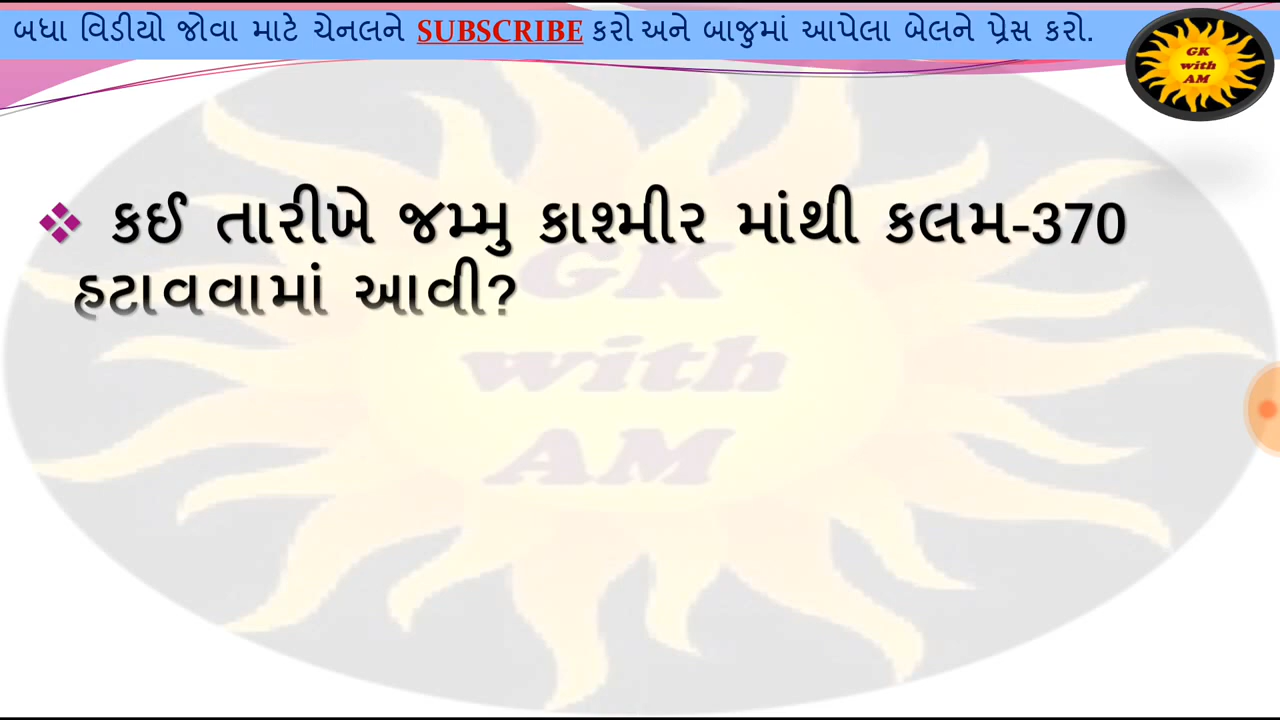 બધા વિડીયો જોવા માટે ચેનલને SUBSCRIBE કરો અને બાજુમાં આપેલા બેલને પ્રેસ કરો.
GK
with
AM
❖ કઈ તારીખે જમ્મુ કાશ્મીર માંથી કલમ-370
હટાવવામાં આવી?
GK
with
AM